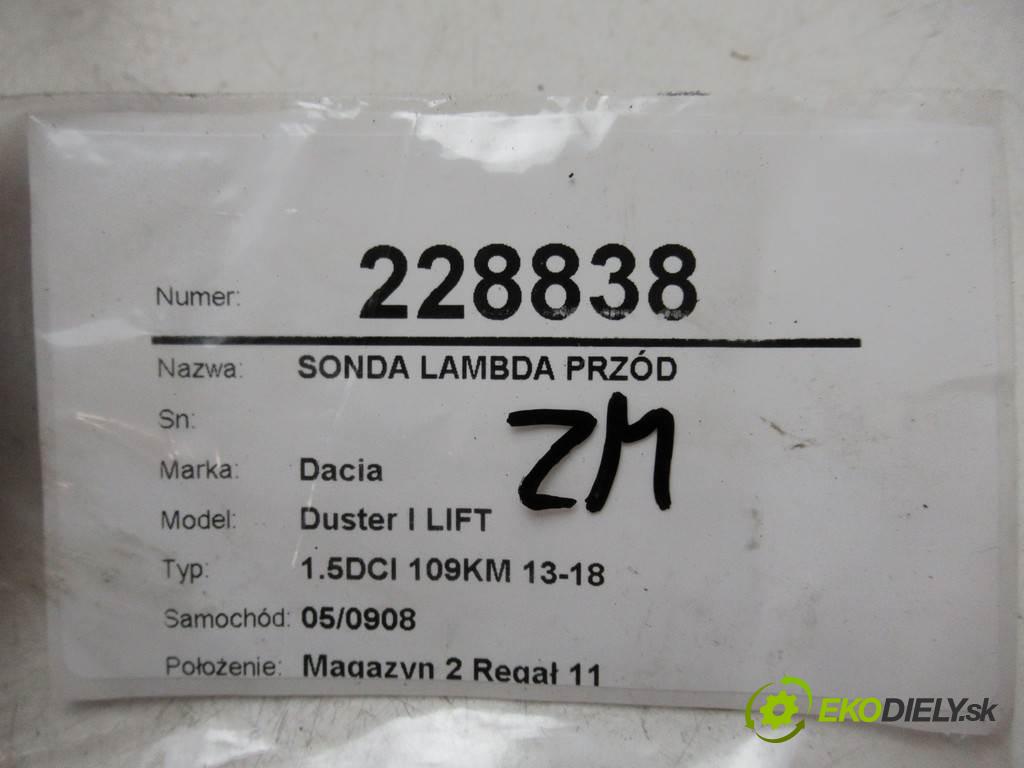 Numer: 228838
Nazwa: SONDA LAMBDA PRZÓD
Sn:
ZM
Marka: Dacia
Model: Duster I LIFT
Typ: 1.5DCI 109KM 13-18
Samochód: 05/0908
Położenie: Magazyn 2 Regał 11
EKODIELY.sk